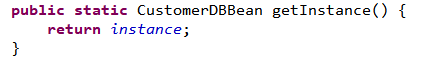 public static CustomerDBBean getInstance() {
    return instance;
}